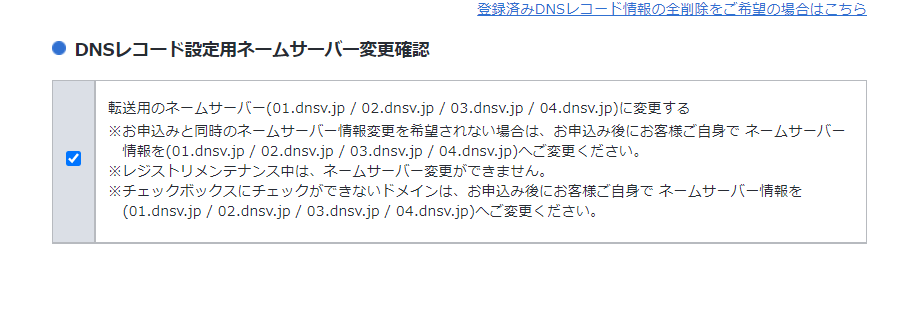 登録済みDNSレコード情報の全削除をご希望の場合はこちら
DNSレコード設定用ネームサーバー変更確認
転送用のネームサーバー(01.dnsv.jp / 02.dnsv.jp / 03.dnsv.jp / 04.dnsv.jp)に変更する
※お申込みと同時のネームサーバー情報変更を希望されない場合は、お申込み後にお客様ご自身で ネームサーバー
情報を(01.dnsv.jp / 02.dnsv.jp / 03.dnsv.jp / 04.dnsv.jp)へご変更ください。
※レジストリメンテナンス中は、ネームサーバー変更ができません。
※チェックボックスにチェックができないドメインは、お申込み後にお客様ご自身で ネームサーバー情報を
(01.dnsv.jp / 02.dnsv.jp / 03.dnsv.jp / 04.dnsv.jp)へご変更ください。